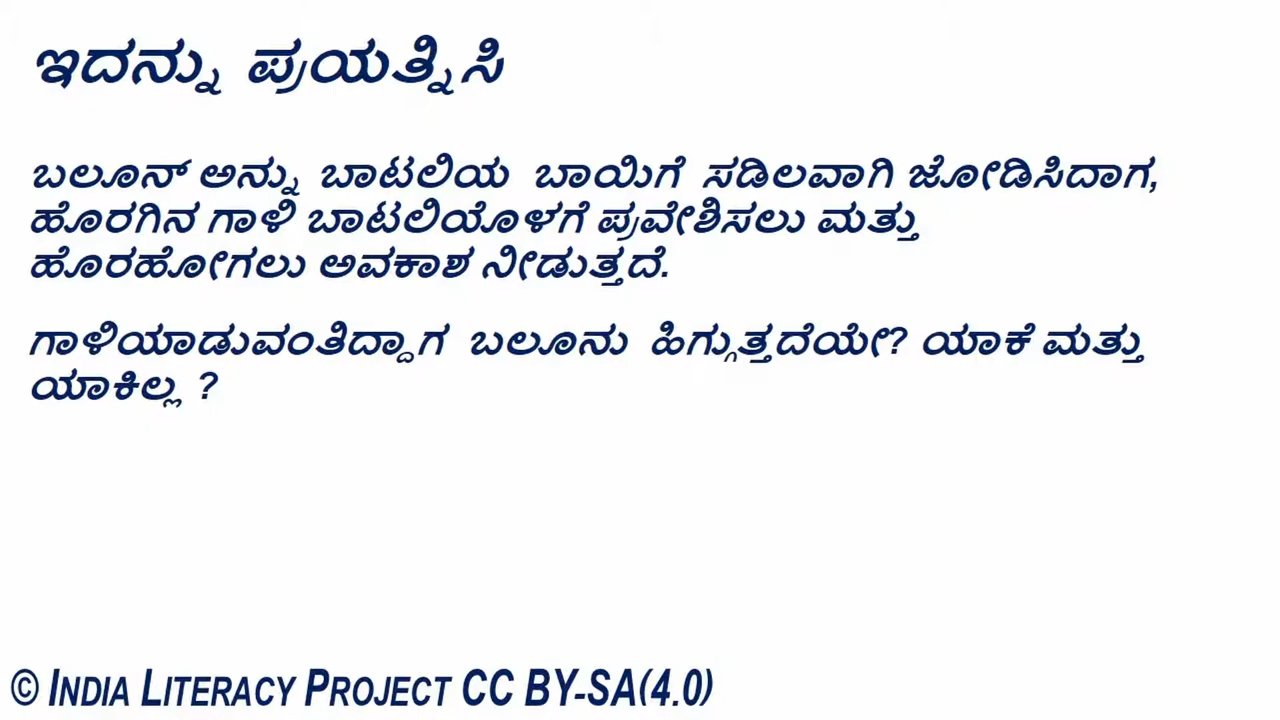 ಇದನ್ನು ಪ್ರಯತ್ನಿಸಿ
ಬಲೂನ್ ಅನ್ನು ಬಾಟಲಿಯ ಬಾಯಿಗೆ ಸಡಿಲವಾಗಿ ಜೋಡಿಸಿದಾಗ,
ಹೊರಗಿನ ಗಾಳಿ ಬಾಟಲಿಯೊಳಗೆ ಪ್ರವೇಶಿಸಲು ಮತ್ತು
ಹೊರಹೋಗಲು ಅವಕಾಶ ನೀಡುತ್ತದೆ.
ಗಾಳಿಯಾಡುವಂತಿದ್ದಾಗ ಬಲೂನು ಹಿಗ್ಗುತ್ತದೆಯೇ? ಯಾಕೆ ಮತ್ತು
ಯಾಕಿಲ್ಲ ?
© INDIA LITERACY PROJECT CC BY-SA(4.0)